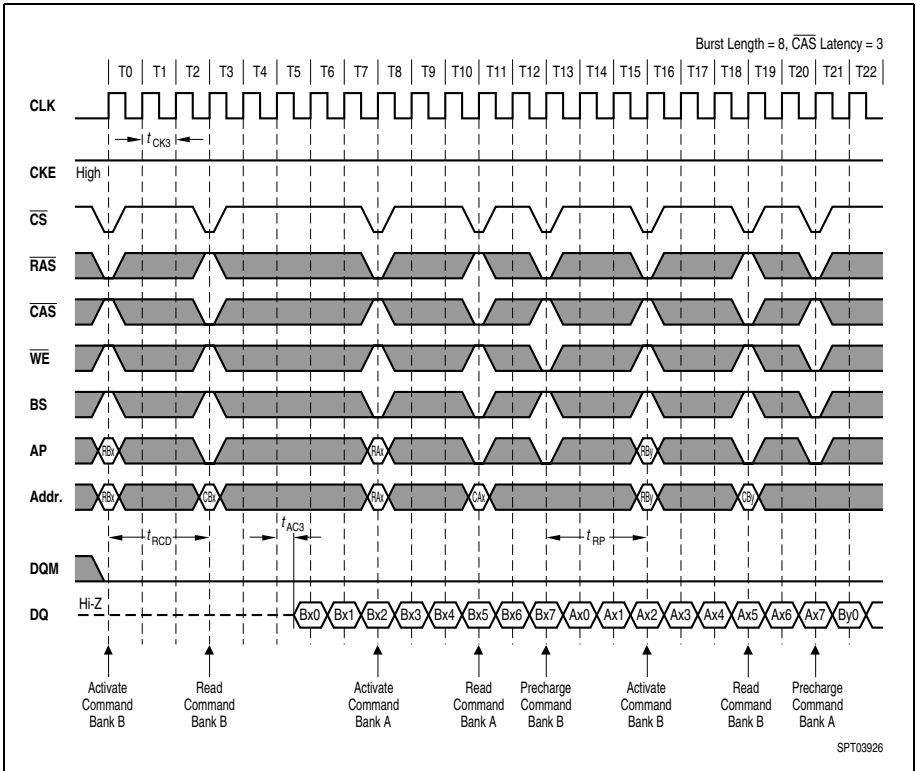 Burst Length = 8, CAS Latency = 3
T0 T1 T2 T3 T4 T5 T6 T7 T8 T9 T10 T11 T12 T13 T14 T15 T16 T17 T18 T19 T20 T21 T22
CLK
t CK3
CKE High
CS
RAS
CAS
WE
BS
AP RBx RAx RBy
Addr. RBx CBx RAx CAx RBy CBy
t RCD t AC3 t RP
DQM
Hi-Z
DQ Bx0 Bx1 Bx2 Bx3 Bx4 Bx5 Bx6 Bx7 Ax0 Ax1 Ax2 Ax3 Ax4 Ax5 Ax6 Ax7 By0
Activate Command Bank B
Read Command Bank B
Activate Command Bank A
Read Command Bank A
Precharge Command Bank B
Activate Command Bank B
Read Command Bank B
Precharge Command Bank A
SPT03926